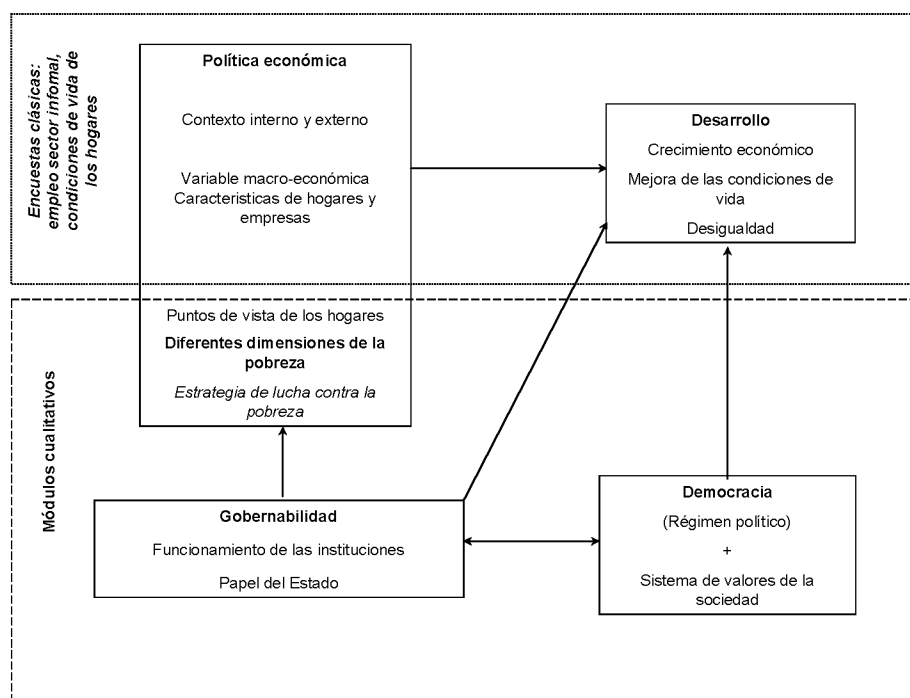 Encuestas clásicas:
empleo sector infomal,
condiciones de vida de
los hogares
Política económica
Contexto interno y externo
Variable macro-económica
Caracteristicas de hogares y
empresas
Desarrollo
Crecimiento económico
Mejora de las condiciones de
vida
Desigualdad
Módulos cualitativos
Puntos de vista de los hogares
Diferentes dimensiones de la
pobreza
Estrategia de lucha contra la
pobreza
Gobernabilidad
Funcionamiento de las instituciones
Papel del Estado
Democracia
(Régimen político)
+
Sistema de valores de la
sociedad